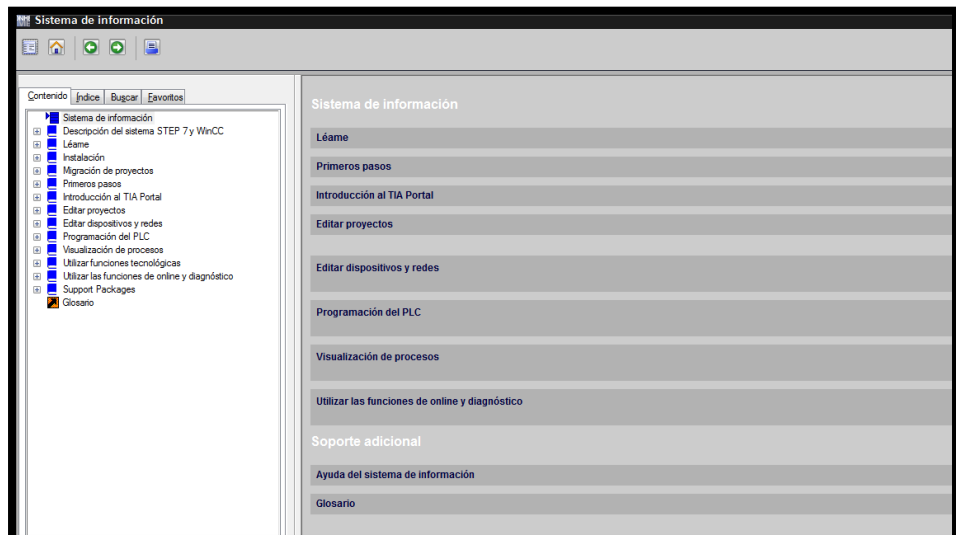 Sistema de información
Contenido Índice Buscar Favoritos
Sistema de información
Descripción del sistema STEP 7 y WinCC
Léame
Instalación
Migración de proyectos
Primeros pasos
Introducción al TIA Portal
Editar proyectos
Editar dispositivos y redes
Programación del PLC
Visualización de procesos
Utilizar funciones tecnológicas
Utilizar las funciones de online y diagnóstico
Support Packages
Glosario
Sistema de información
Léame
Primeros pasos
Introducción al TIA Portal
Editar proyectos
Editar dispositivos y redes
Programación del PLC
Visualización de procesos
Utilizar las funciones de online y diagnóstico
Soporte adicional
Ayuda del sistema de información
Glosario